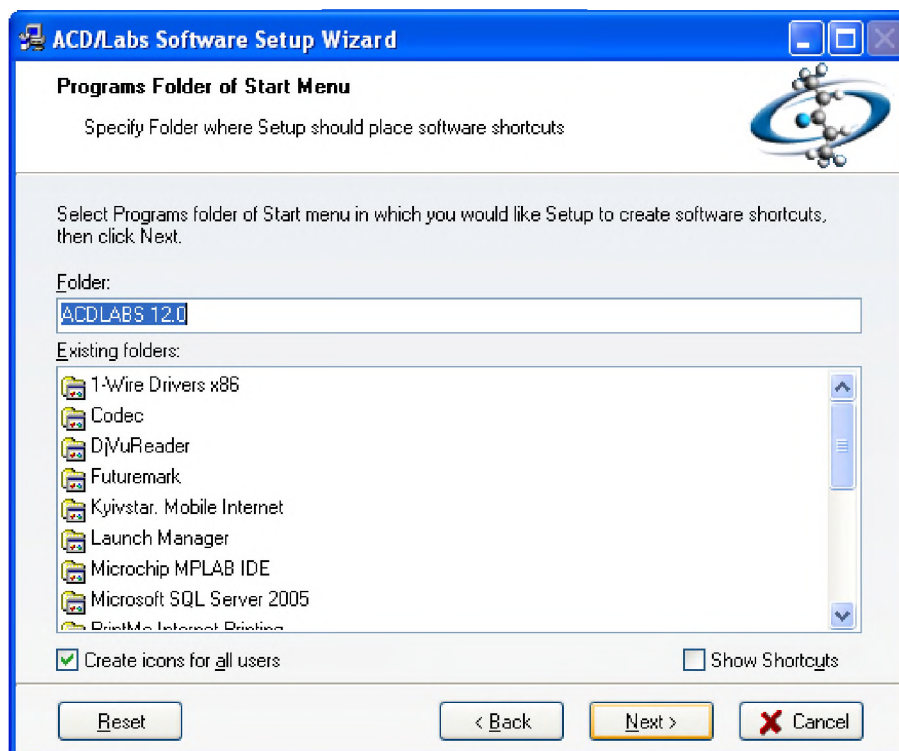 ACD/Labs Software Setup Wizard
Programs Folder of Start Menu
Specify Folder where Setup should place software shortcuts
Select Programs folder of Start menu in which you would like Setup to create software shortcuts,
then click Next.
Folder:
ACDLABS 12.0
Existing folders:
1-Wire Drivers x86
Codec
DjVuReader
Futuremark
Kyivstar. Mobile Internet
Launch Manager
Microchip MPLAB IDE
Microsoft SQL Server 2005
PrintMe Internet Printing
Create icons for all users Show Shortcuts
Reset < Back Next > Cancel